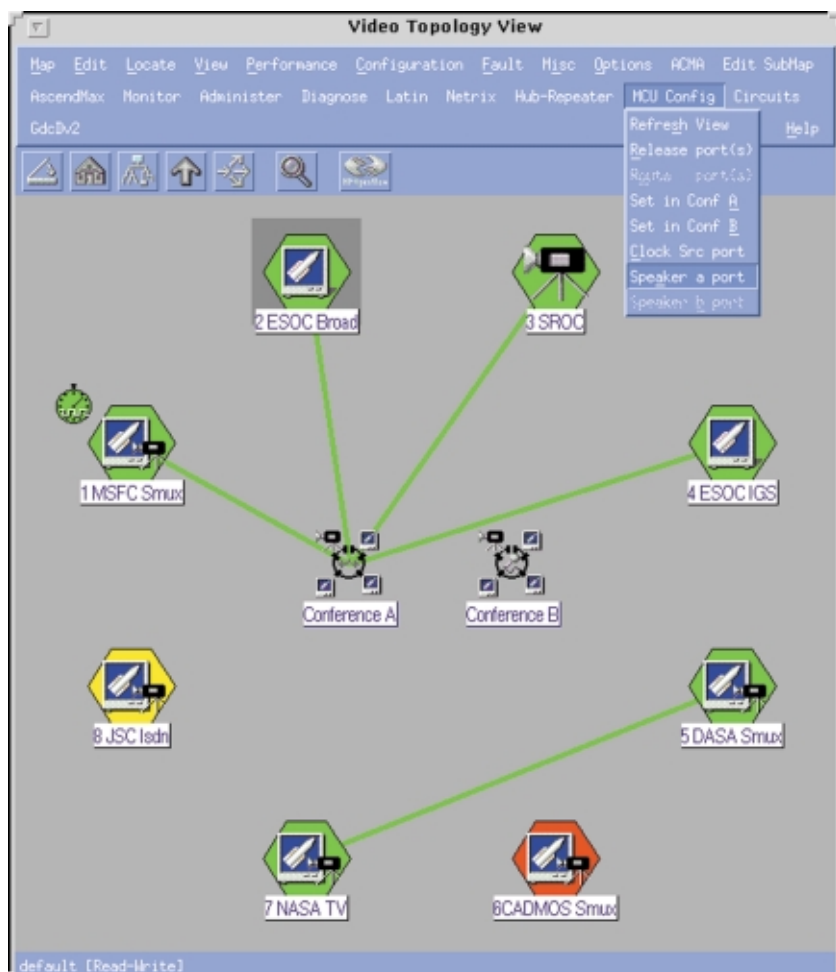 Video Topology View
Map Edit Locate View Performance Configuration Fault Misc Options ACMA Edit SubMap
AscendMax Monitor Administer Diagnose Latin Netrix Hub-Repeater MCU Config Circuits
GdcDv2 Help
Refresh View
Release port(s)
Route port(s)
Set in Conf A
Set in Conf B
Clock Src port
Speaker a port
Speaker b port
2 ESOC Broad
3 SROC
1 MSFC Smux
4 ESOC IGS
Conference A
Conference B
8 JSC Isdn
5 DASA Smux
7 NASA TV
6CADMOS Smux
default [Read-Write]